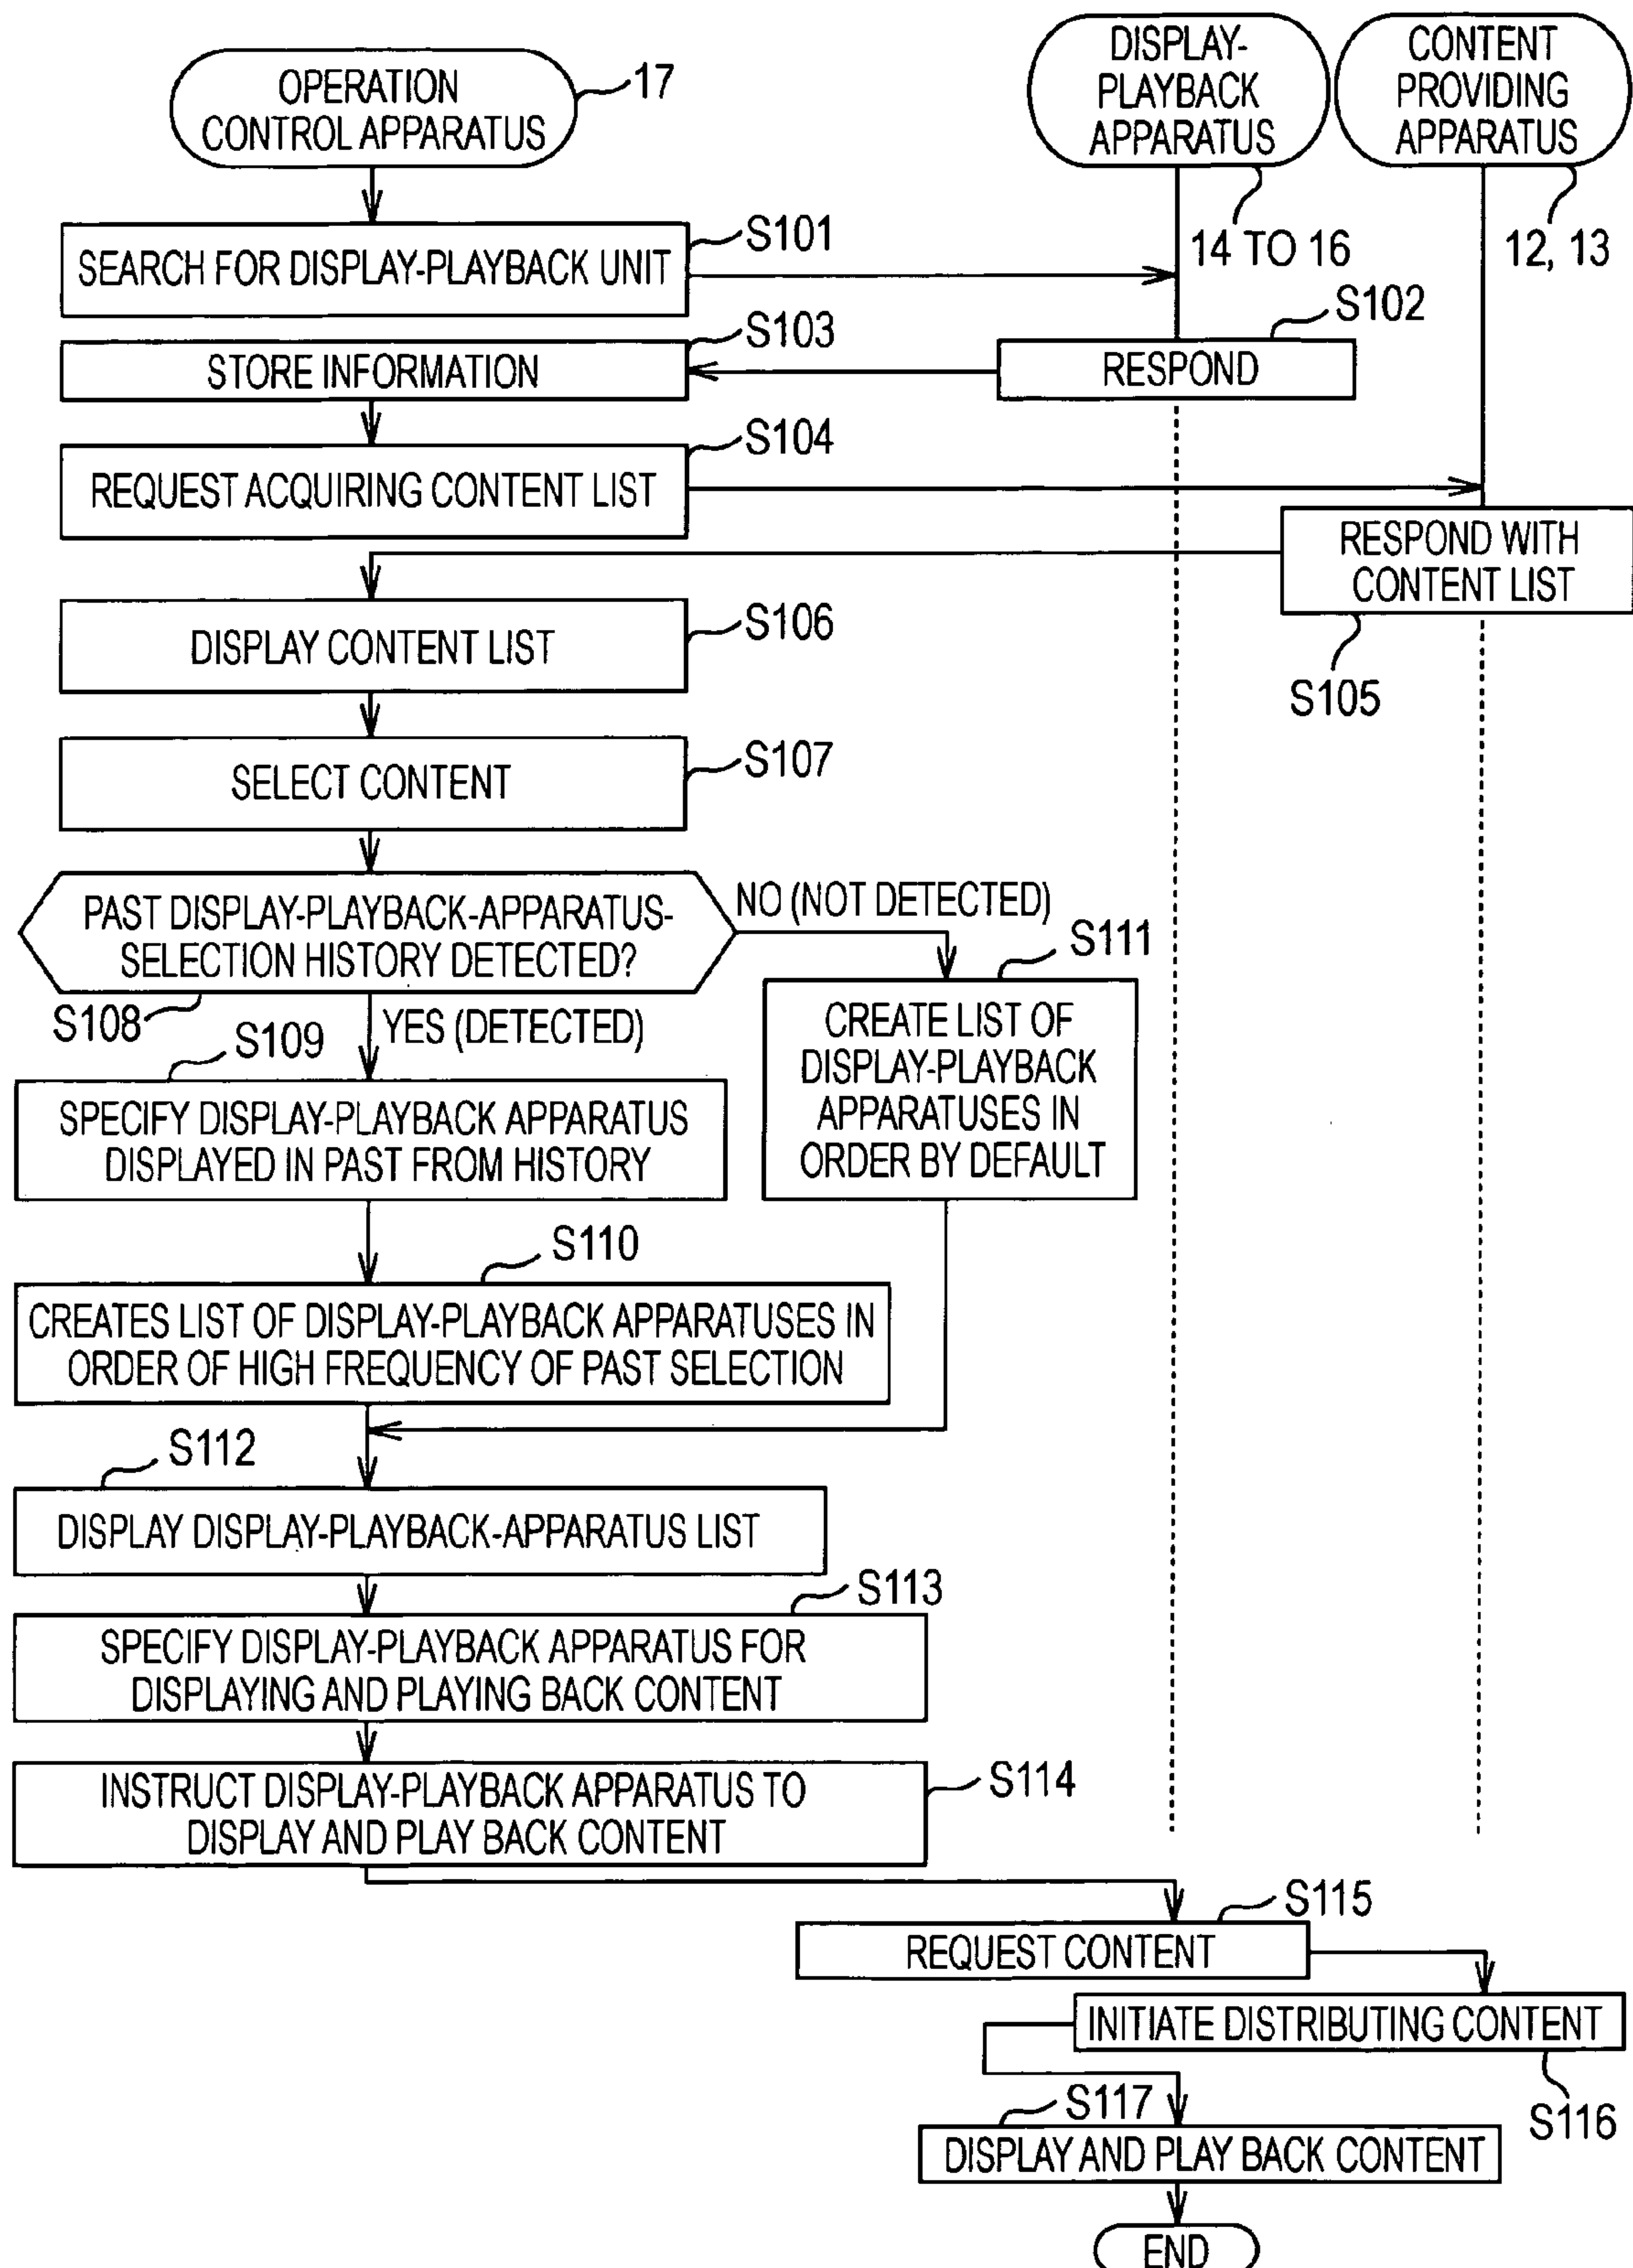 OPERATION
CONTROL APPARATUS
17
DISPLAY-
PLAYBACK
APPARATUS
14 TO 16
CONTENT
PROVIDING
APPARATUS
12, 13
SEARCH FOR DISPLAY-PLAYBACK UNIT
S101
S102
RESPOND
S103
STORE INFORMATION
S104
REQUEST ACQUIRING CONTENT LIST
RESPOND WITH
CONTENT LIST
S105
S106
DISPLAY CONTENT LIST
S107
SELECT CONTENT
PAST DISPLAY-PLAYBACK-APPARATUS-
SELECTION HISTORY DETECTED?
S108
NO (NOT DETECTED)
YES (DETECTED)
S111
CREATE LIST OF
DISPLAY-PLAYBACK
APPARATUSES IN
ORDER BY DEFAULT
S109
SPECIFY DISPLAY-PLAYBACK APPARATUS
DISPLAYED IN PAST FROM HISTORY
S110
CREATES LIST OF DISPLAY-PLAYBACK APPARATUSES IN
ORDER OF HIGH FREQUENCY OF PAST SELECTION
S112
DISPLAY DISPLAY-PLAYBACK-APPARATUS LIST
S113
SPECIFY DISPLAY-PLAYBACK APPARATUS FOR
DISPLAYING AND PLAYING BACK CONTENT
INSTRUCT DISPLAY-PLAYBACK APPARATUS TO
DISPLAY AND PLAY BACK CONTENT
S114
S115
REQUEST CONTENT
INITIATE DISTRIBUTING CONTENT
S116
S117
DISPLAY AND PLAY BACK CONTENT
END